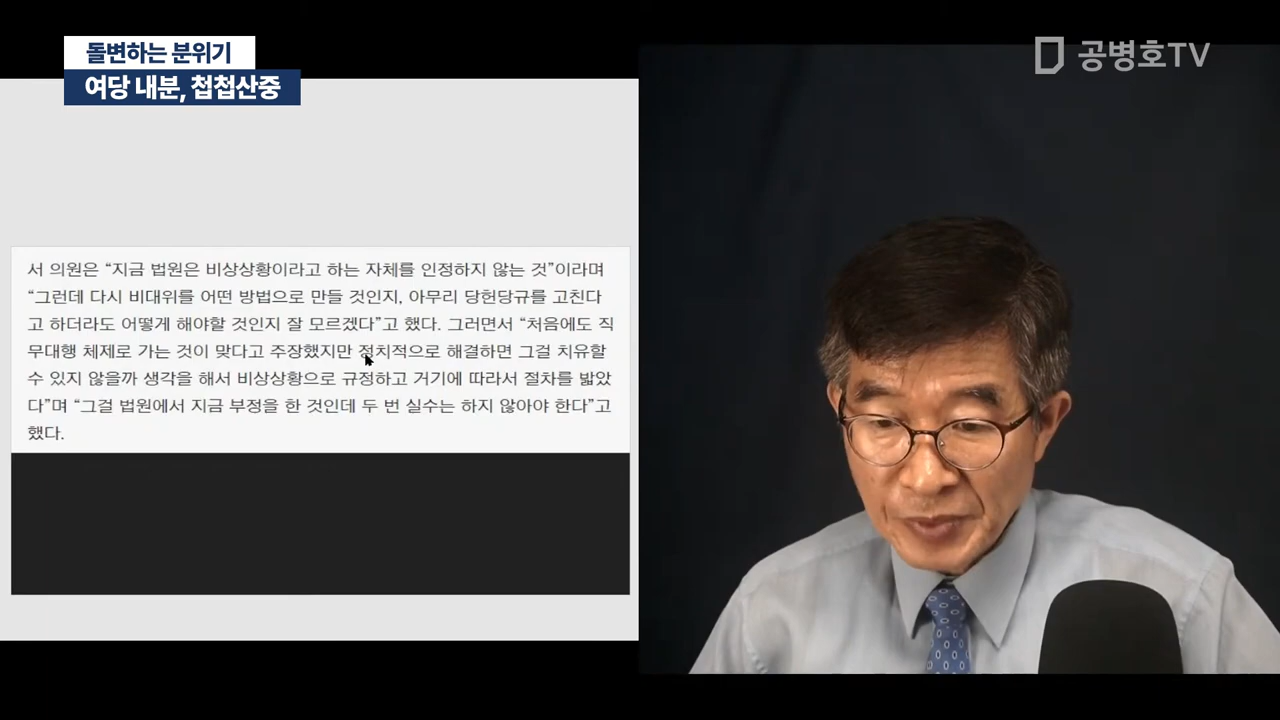 돌변하는 분위기
여당 내분, 첩첩산중
공병호TV
서 의원은 “지금 법원은 비상상황이라고 하는 자체를 인정하지 않는 것”이라며
“그런데 다시 비대위를 어떤 방법으로 만들 것인지, 아무리 당헌당규를 고친다
고 하더라도 어떻게 해야할 것인지 잘 모르겠다”고 했다. 그러면서 “처음에도 직
무대행 체제로 가는 것이 맞다고 주장했지만 정치적으로 해결하면 그걸 치유할
수 있지 않을까 생각을 해서 비상상황으로 규정하고 거기에 따라서 절차를 밟았
다”며 “그걸 법원에서 지금 부정을 한 것인데 두 번 실수는 하지 않아야 한다”고
했다.